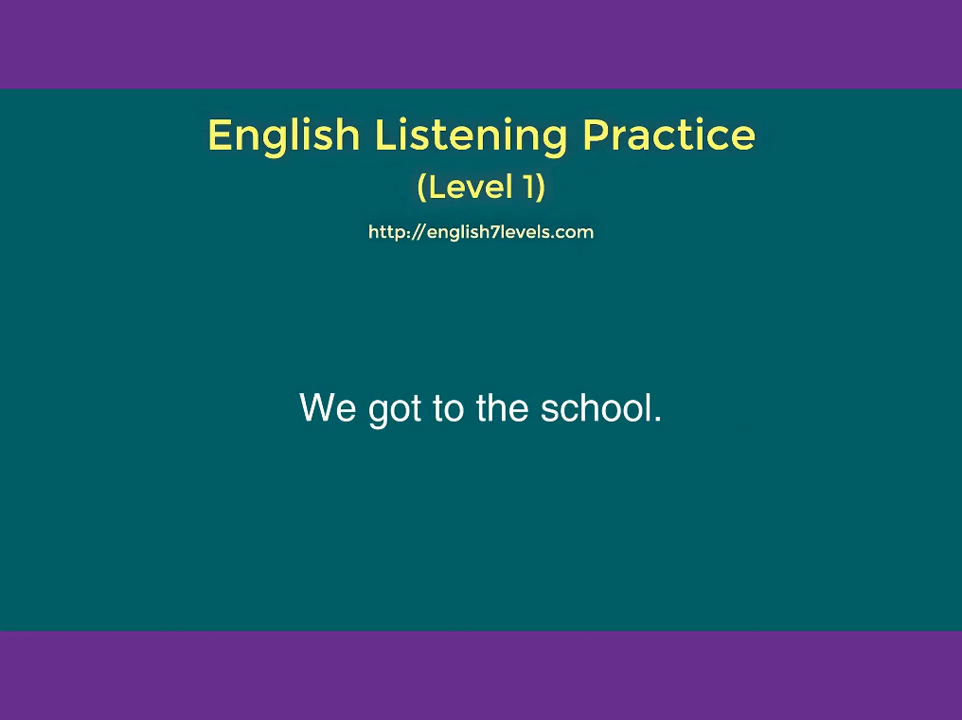 English Listening Practice
(Level 1)
http://english7levels.com
We got to the school.